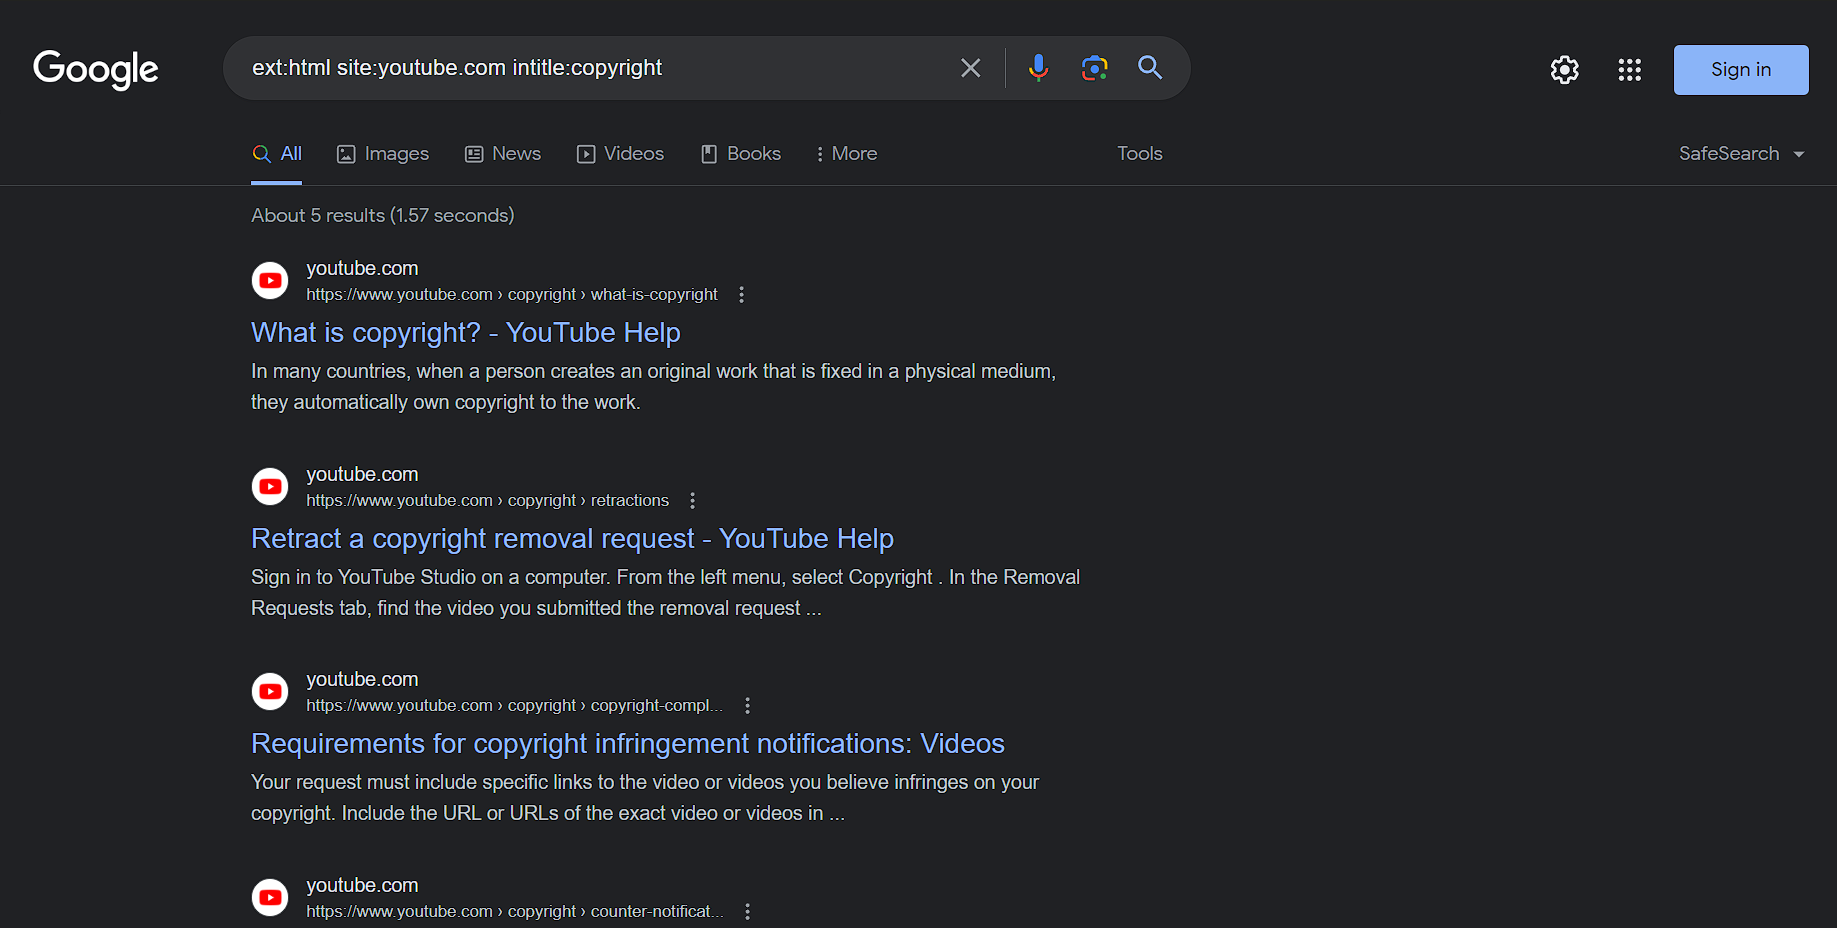 Google
ext:html site:youtube.com intitle:copyright
Sign in
All Images News Videos Books More Tools SafeSearch
About 5 results (1.57 seconds)
youtube.com
https://www.youtube.com › copyright › what-is-copyright
What is copyright? - YouTube Help
In many countries, when a person creates an original work that is fixed in a physical medium,
they automatically own copyright to the work.
youtube.com
https://www.youtube.com › copyright › retractions
Retract a copyright removal request - YouTube Help
Sign in to YouTube Studio on a computer. From the left menu, select Copyright . In the Removal
Requests tab, find the video you submitted the removal request ...
youtube.com
https://www.youtube.com › copyright › copyright-compl...
Requirements for copyright infringement notifications: Videos
Your request must include specific links to the video or videos you believe infringes on your
copyright. Include the URL or URLs of the exact video or videos in ...
youtube.com
https://www.youtube.com › copyright › counter-notificat...